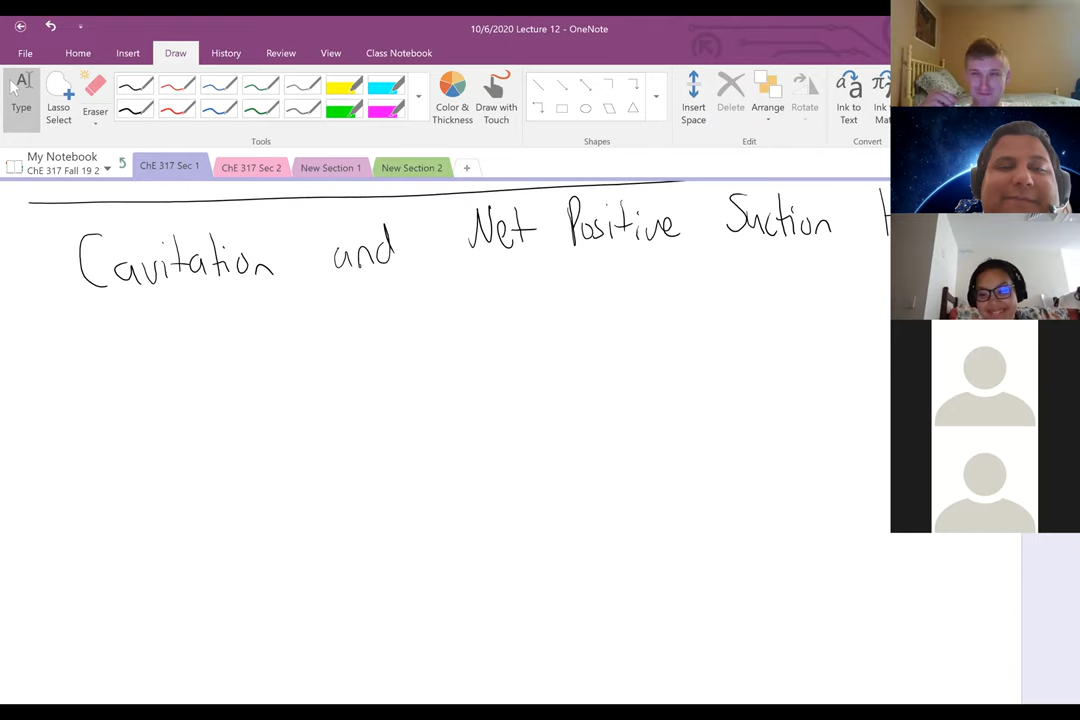 10/6/2020 Lecture 12 - OneNote
File Home Insert Draw History Review View Class Notebook
Type
Lasso Select
Eraser
Color & Thickness
Draw with Touch
Insert Space
Delete
Arrange
Rotate
Ink to Text
Ink to Mat
Tools
Shapes
Edit
Convert
My Notebook
ChE 317 Fall 19 2
ChE 317 Sec 1
ChE 317 Sec 2
New Section 1
New Section 2
Cavitation and Net Positive Suction H